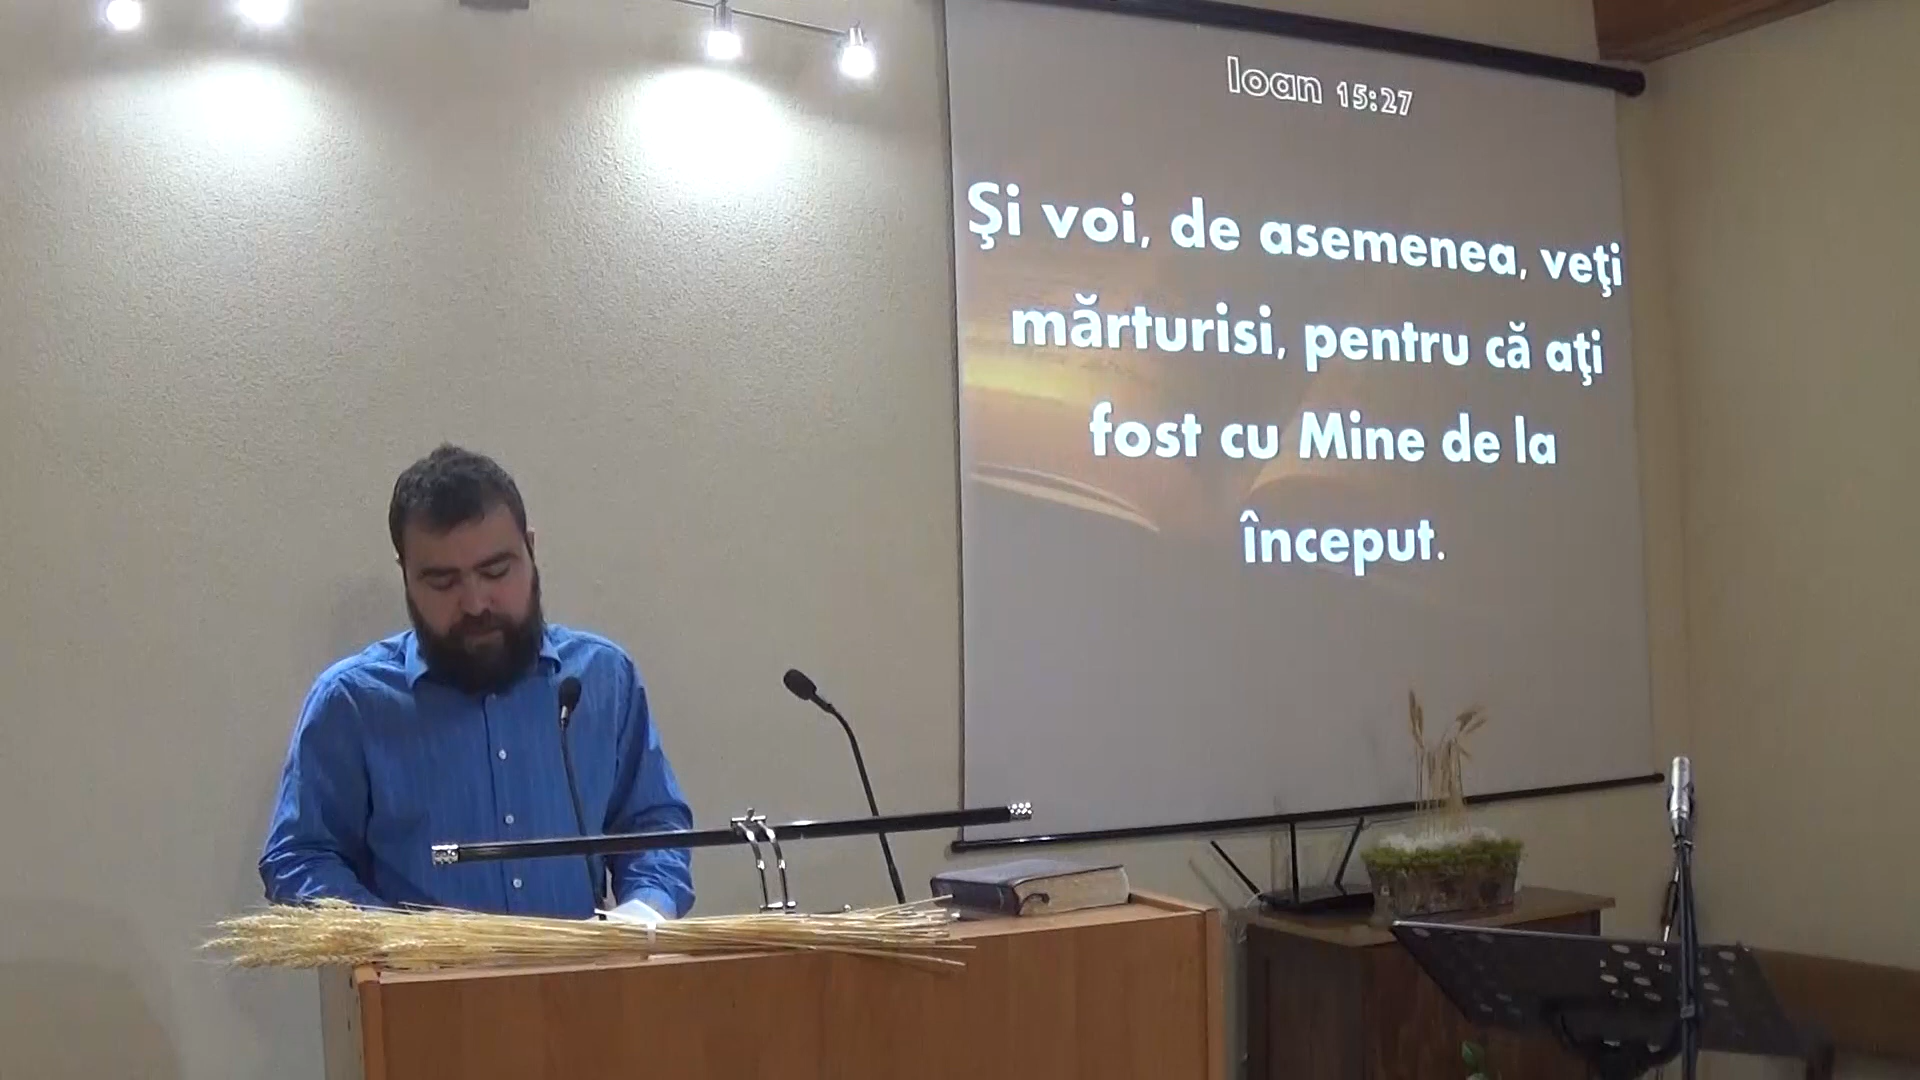 Ioan 15:27
Şi voi, de asemenea, veţi
mărturisi, pentru că aţi
fost cu Mine de la
început.